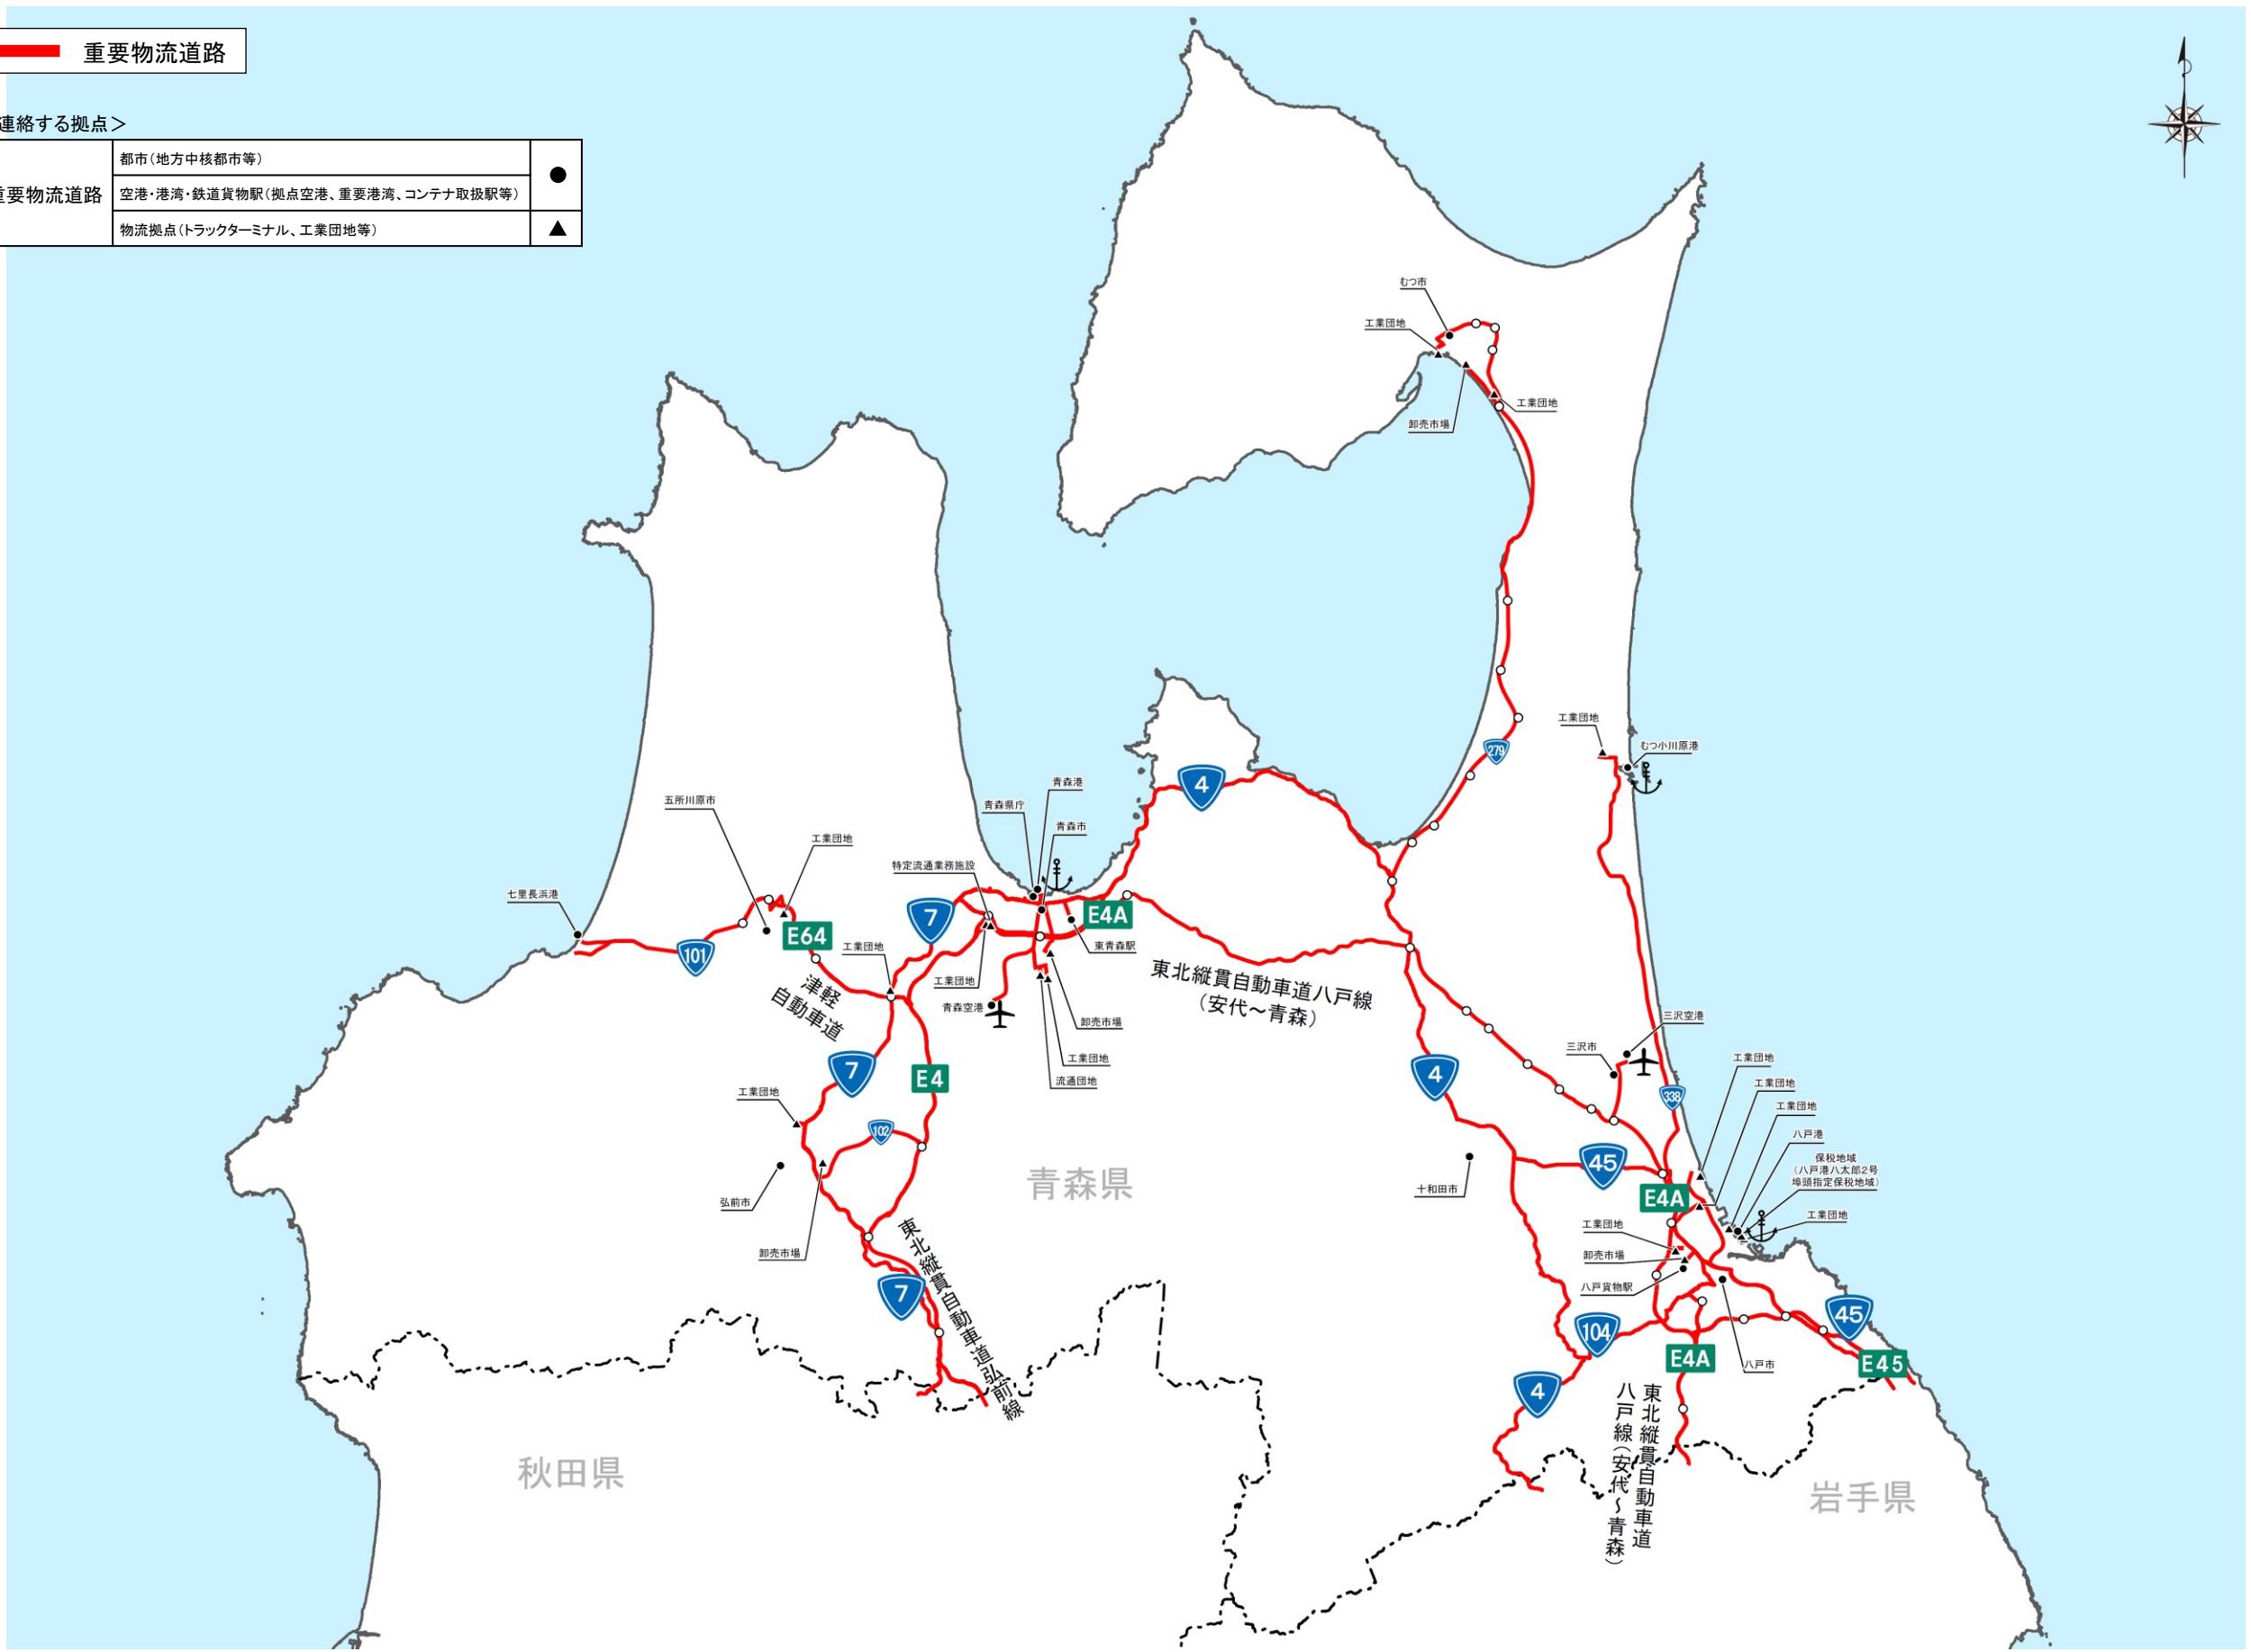 重要物流道路
連絡する拠点＞
重要物流道路
都市（地方中核都市等）
空港・港湾・鉄道貨物駅（拠点空港、重要港湾、コンテナ取扱駅等）
物流拠点（トラックターミナル、工業団地等）
むつ市
工業団地
工業団地
卸売市場
279
工業団地
むつ小川原港
4
青森港
青森県庁
青森市
五所川原市
工業団地
特定流通業務施設
七里長浜港
7
E4A
E64
101
工業団地
東青森駅
津軽
自動車道
工業団地
青森空港
東北縦貫自動車道八戸線
（安代～青森）
卸売市場
工業団地
流通団地
三沢空港
三沢市
7
E4
4
338
工業団地
工業団地
工業団地
工業団地
102
八戸港
保税地域
（八戸港八太郎2号
埠頭指定保税地域）
45
弘前市
青森県
十和田市
E4A
工業団地
工業団地
卸売市場
卸売市場
八戸貨物駅
東北縦貫自動車道弘前線
7
104
45
E4A
八戸市
E45
4
東北縦貫自動車道
八戸線（安代～青森）
秋田県
岩手県